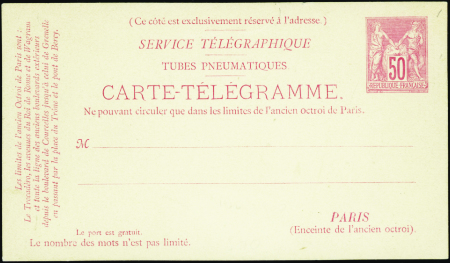 (Ce côté est exclusivement réservé à l'adresse.)
SERVICE TÉLÉGRAPHIQUE
TUBES PNEUMATIQUES.
CARTE-TÉLÉGRAMME.
Ne pouvant circuler que dans les limites de l'ancien octroi de Paris.
50
REPUBLIQUE FRANÇAISE
Les limites de l'ancien Octroi de Paris sont :
Le Trocadéro, les avenues du Roi de Rome et de Wagram
et toute la ligne des anciens boulevards extérieurs
depuis le boulevard de Courcelles jusqu'à celui de Grenelle
en passant par la place du Trône et le pont de Bercy.
M
PARIS
(Enceinte de l'ancien octroi).
Le port est gratuit.
Le nombre des mots n'est pas limité.